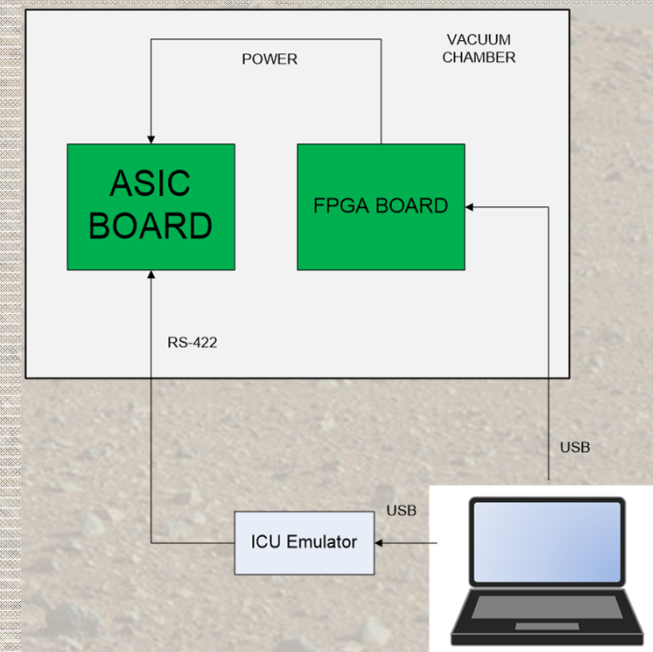 VACUUM
CHAMBER
POWER
ASIC
BOARD
FPGA BOARD
RS-422
USB
USB
ICU Emulator